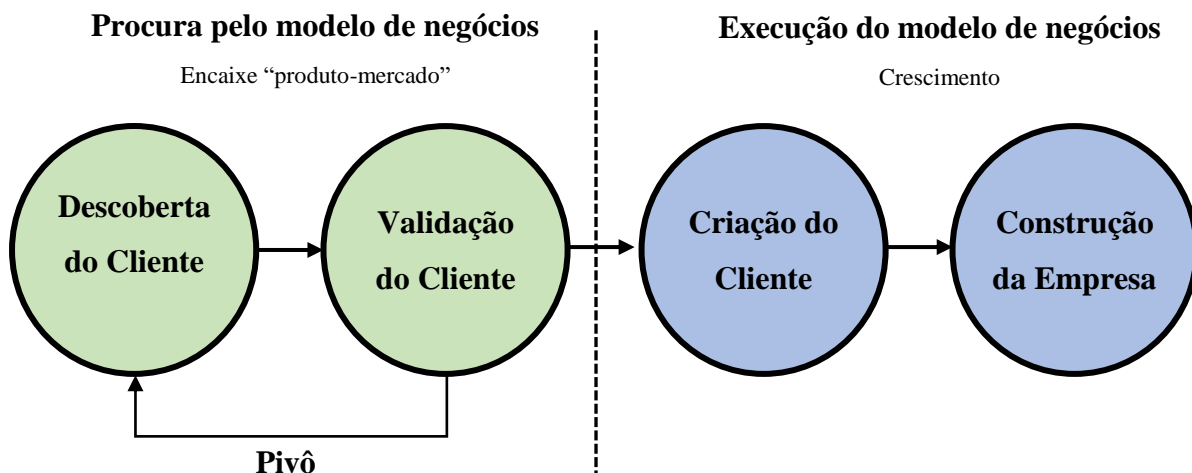 Procura pelo modelo de negócios
Encaixe “produto-mercado”
Execução do modelo de negócios
Crescimento
Descoberta
do Cliente
Validação
do Cliente
Criação do
Cliente
Construção
da Empresa
Pivô